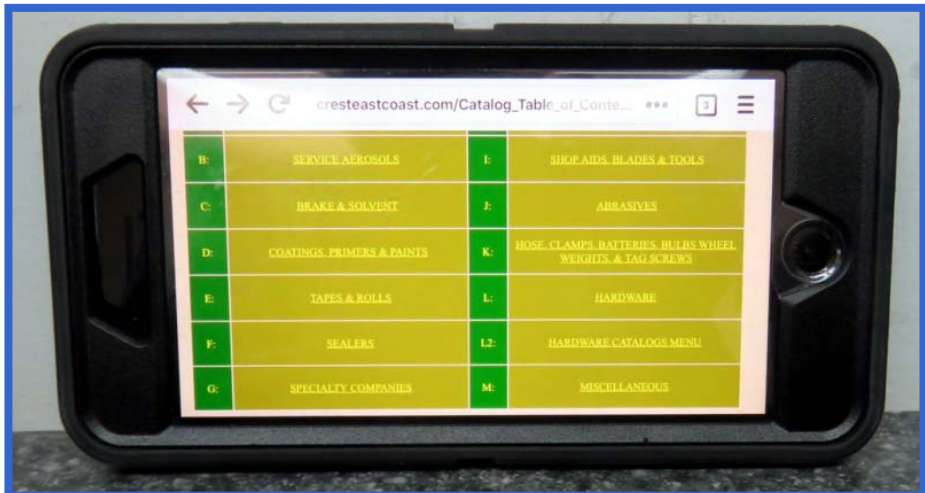 cresteastcoast.com/Catalog_Table_of_Conte...
3
B: SERVICE AEROSOLS I: SHOP AIDS, BLADES & TOOLS
C: BRAKE & SOLVENT J: ABRASIVES
D: COATINGS, PRIMERS & PAINTS K: HOSE, CLAMPS, BATTERIES, BULBS WHEEL
WEIGHTS, & TAG SCREWS
E: TAPES & ROLLS L: HARDWARE
F: SEALERS L2: HARDWARE CATALOGS MENU
G: SPECIALTY COMPANIES M: MISCELLANEOUS